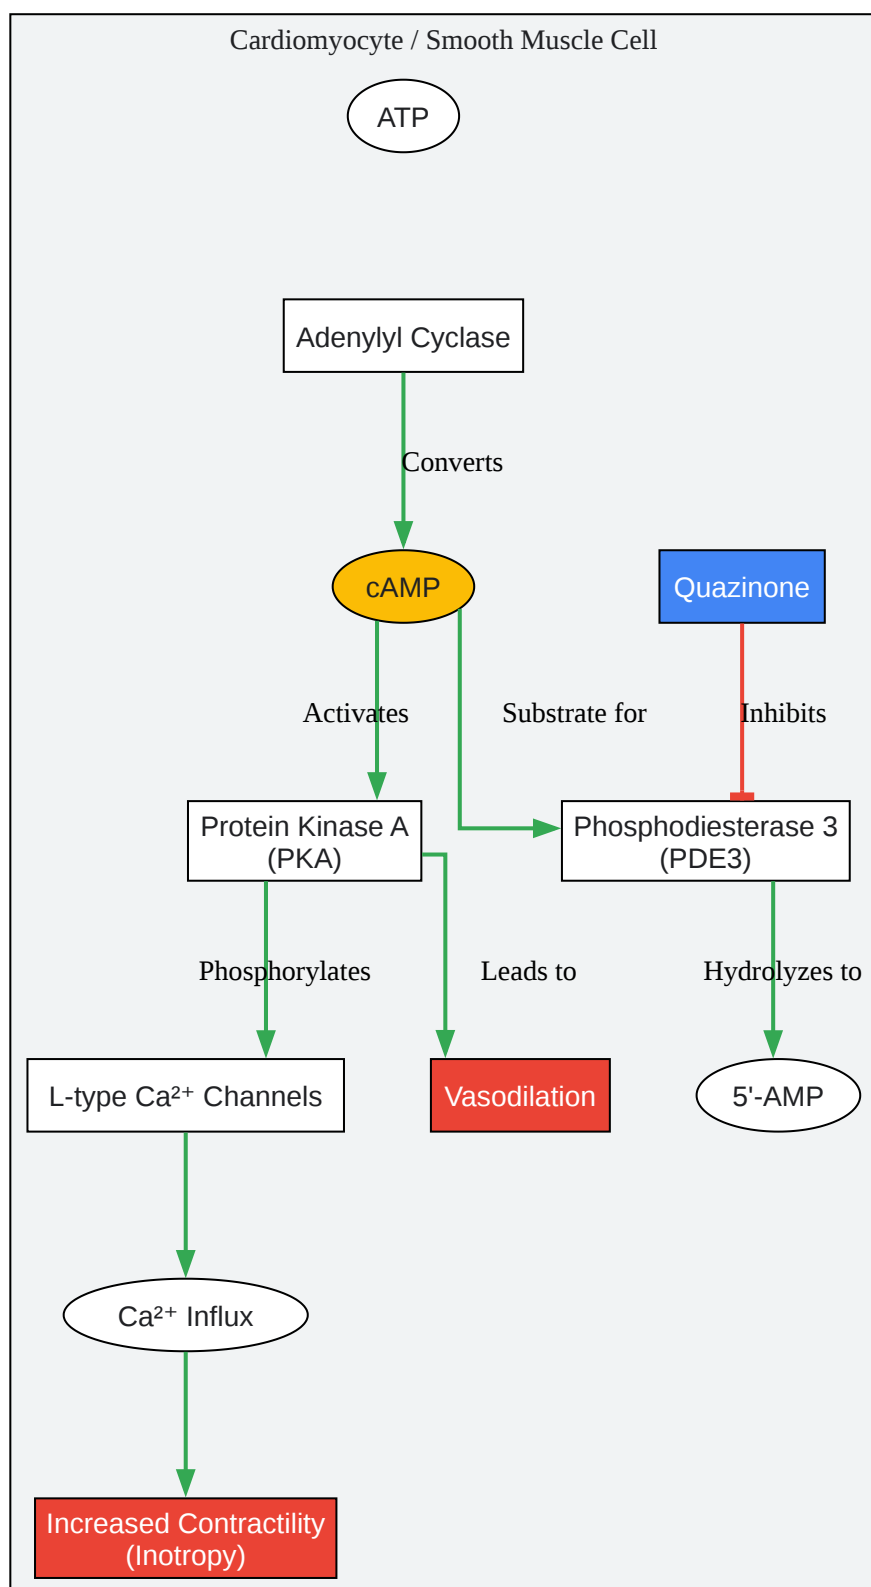 Cardiomyocyte / Smooth Muscle Cell
ATP
Adenylyl Cyclase
Converts
cAMP
Quazinone
Activates
Substrate for
Inhibits
Protein Kinase A
(PKA)
Phosphodiesterase 3
(PDE3)
Phosphorylates
Leads to
Hydrolyzes to
L-type Ca²⁺ Channels
Vasodilation
5'-AMP
Ca²⁺ Influx
Increased Contractility
(Inotropy)